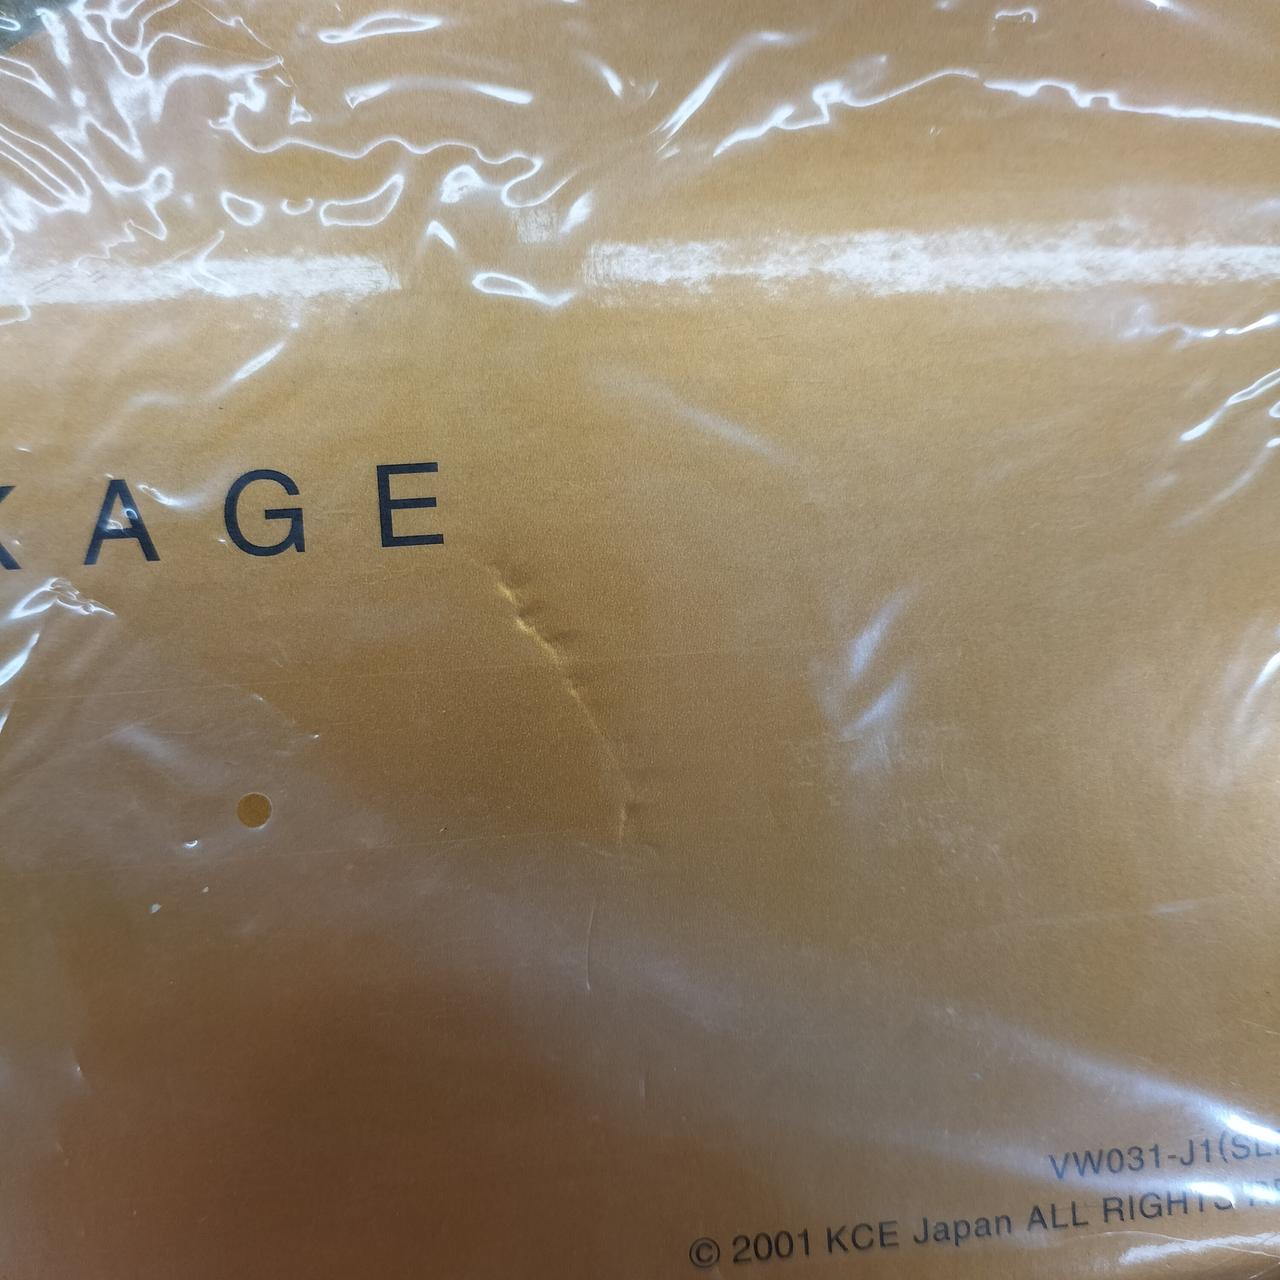 KAGE
VW031-J1(SL
© 2001 KCE Japan ALL RIGHTS